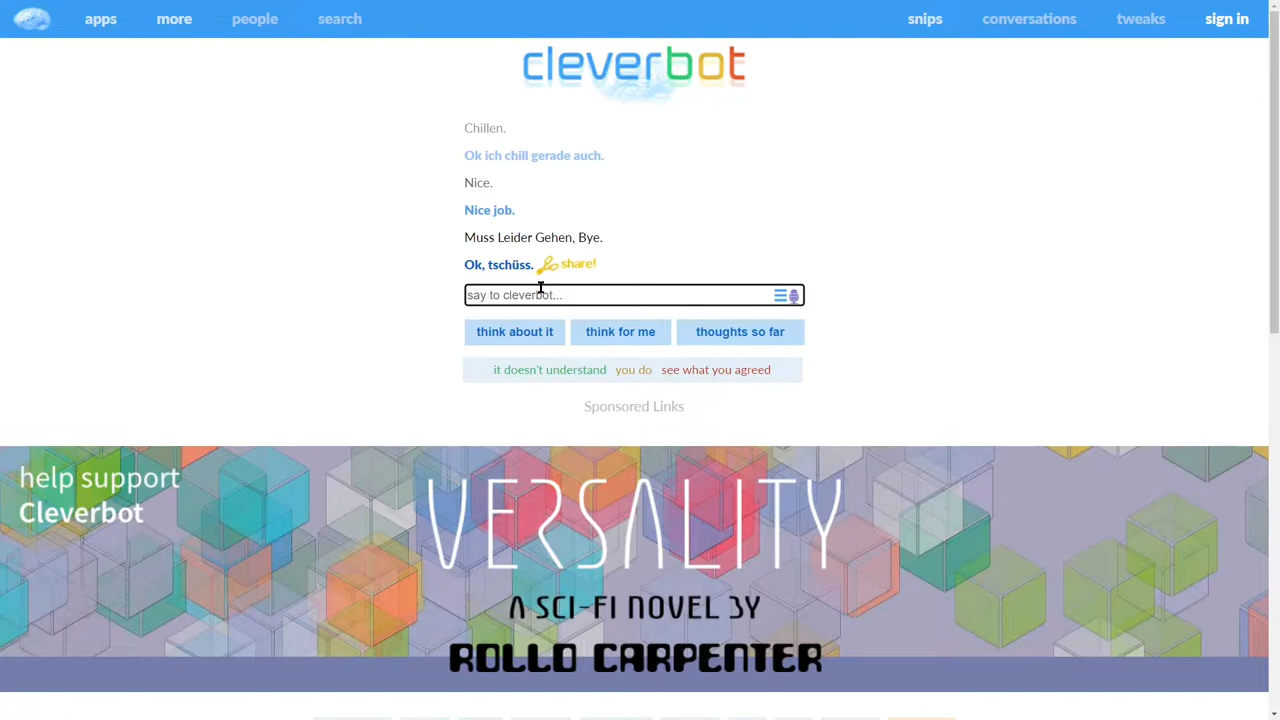 apps more people search snips conversations tweaks sign in
cleverbot
Chillen.
Ok ich chill gerade auch.
Nice.
Nice job.
Muss Leider Gehen, Bye.
Ok, tschüss. share!
say to cleverbot...
think about it think for me thoughts so far
it doesn't understand you do see what you agreed
Sponsored Links
help support
Cleverbot
VERSALITY
A SCI-FI NOVEL BY
ROLLO CARPENTER